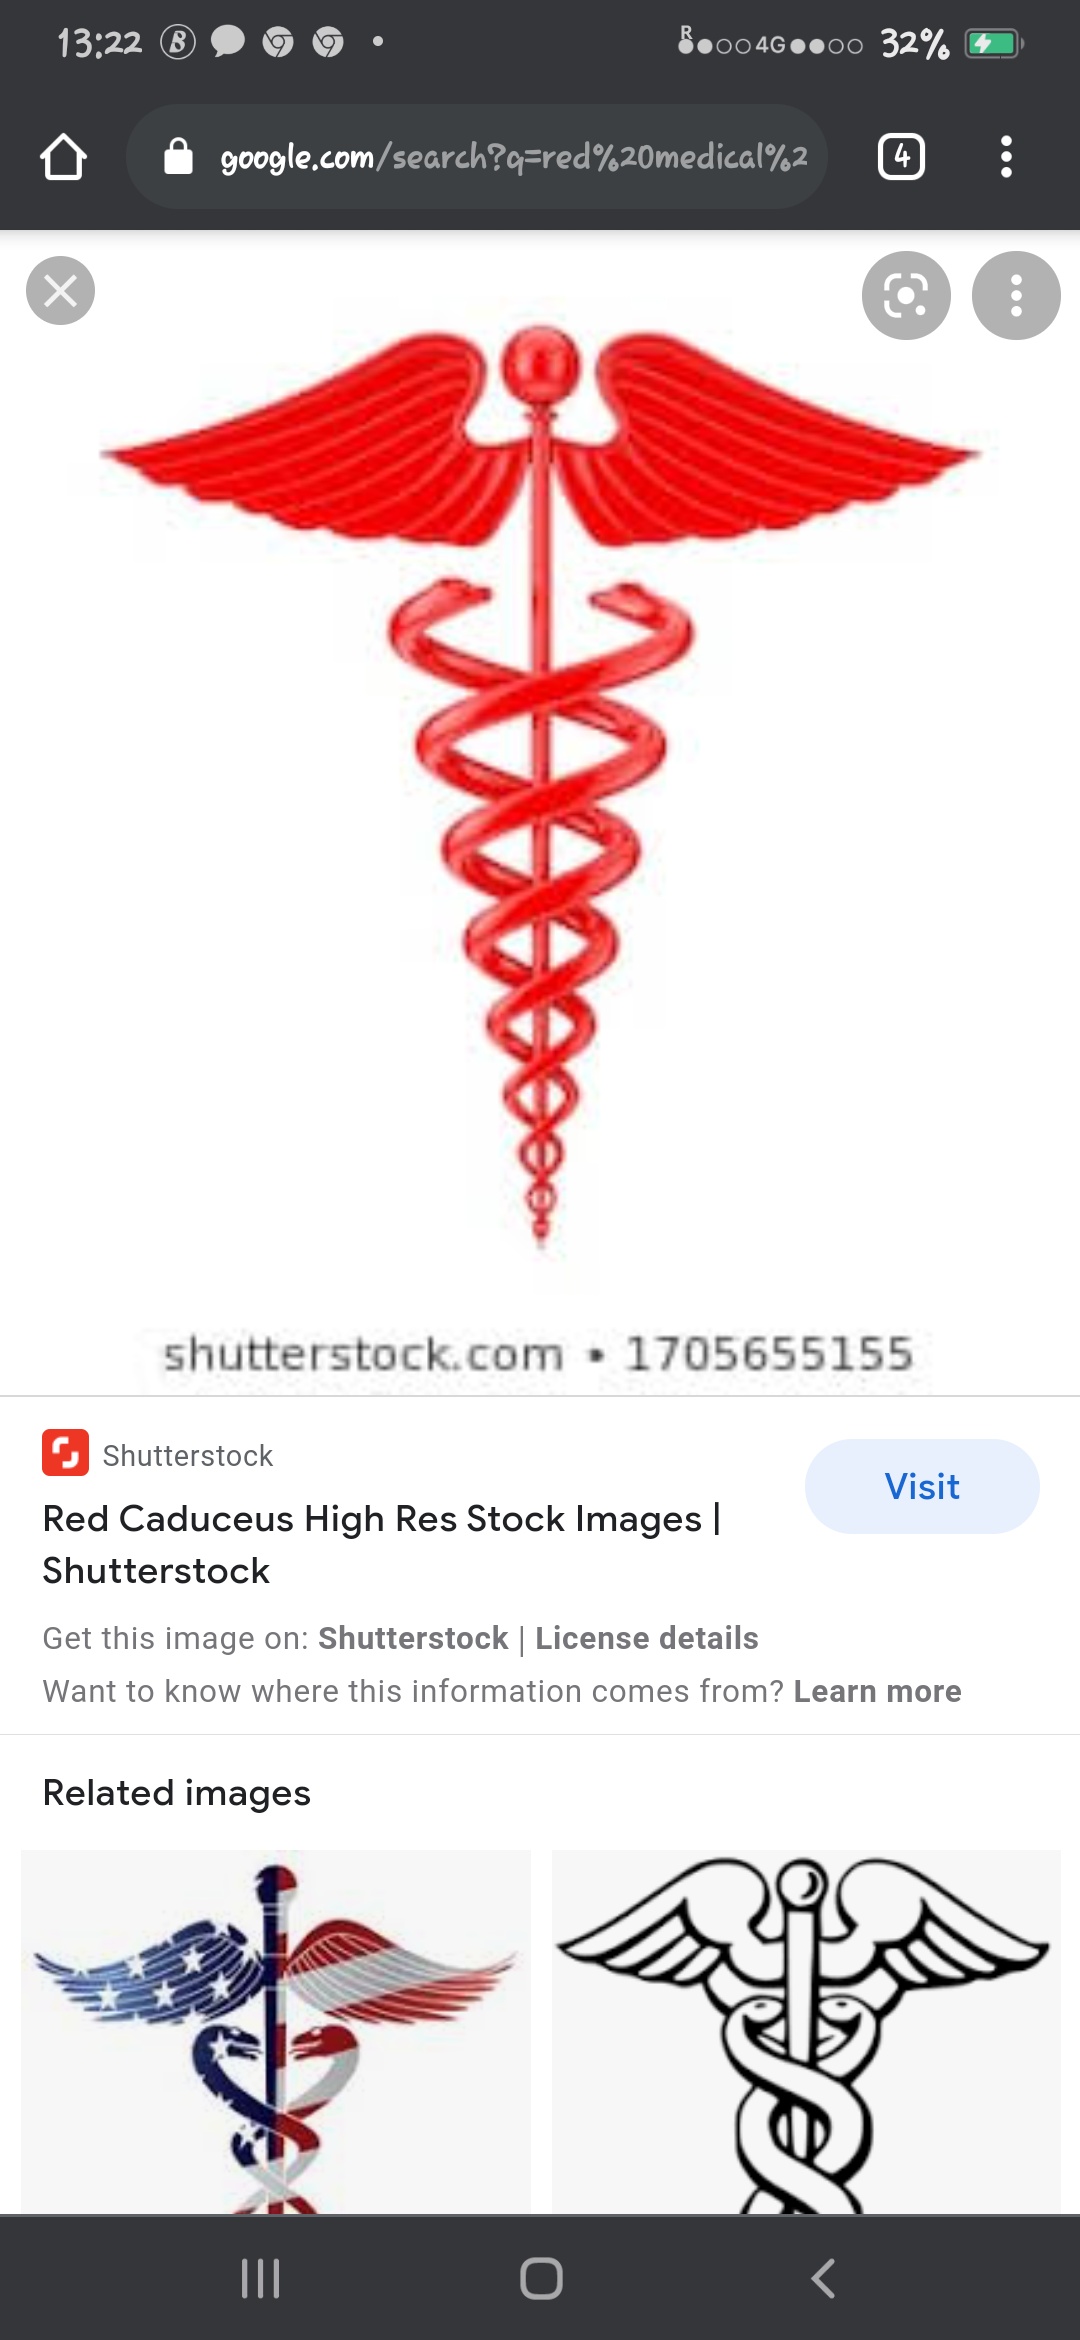 13:22
R
4G
32%
google.com/search?q=red%20medical%2
4
shutterstock.com • 1705655155
Shutterstock
Visit
Red Caduceus High Res Stock Images |
Shutterstock
Get this image on: Shutterstock | License details
Want to know where this information comes from? Learn more
Related images